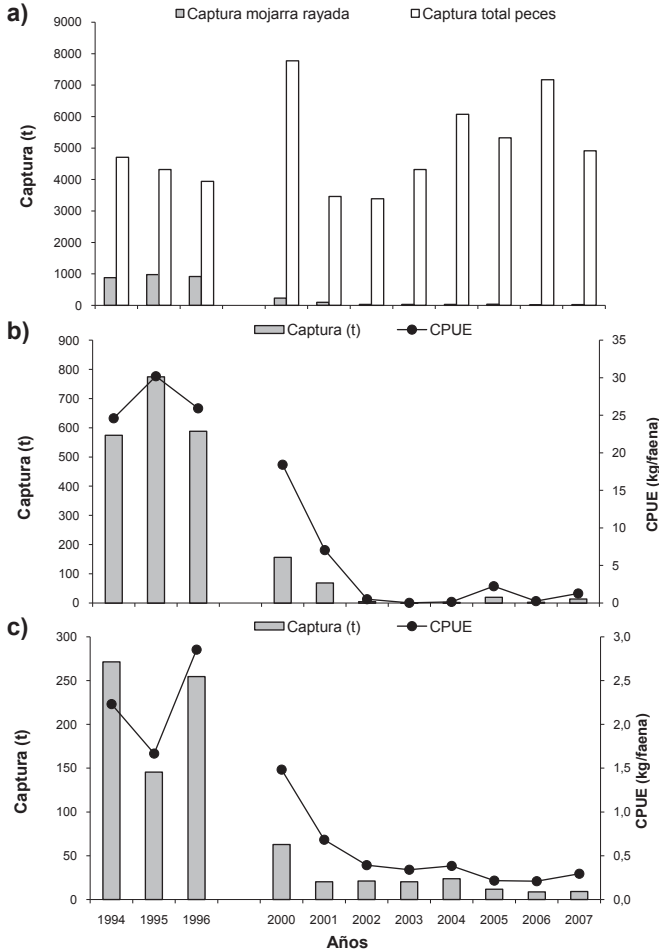 a)
Captura mojarra rayada
Captura total peces
9000
8000
7000
6000
5000
4000
3000
2000
1000
0
Captura (t)
b)
Captura (t)
CPUE
900
800
700
600
500
400
300
200
100
0
Captura (t)
35
30
25
20
15
10
5
0
CPUE (kg/faena)
c)
Captura (t)
CPUE
300
250
200
150
100
50
0
Captura (t)
3,0
2,5
2,0
1,5
1,0
0,5
0,0
CPUE (kg/faena)
1994 1995 1996 2000 2001 2002 2003 2004 2005 2006 2007
Años